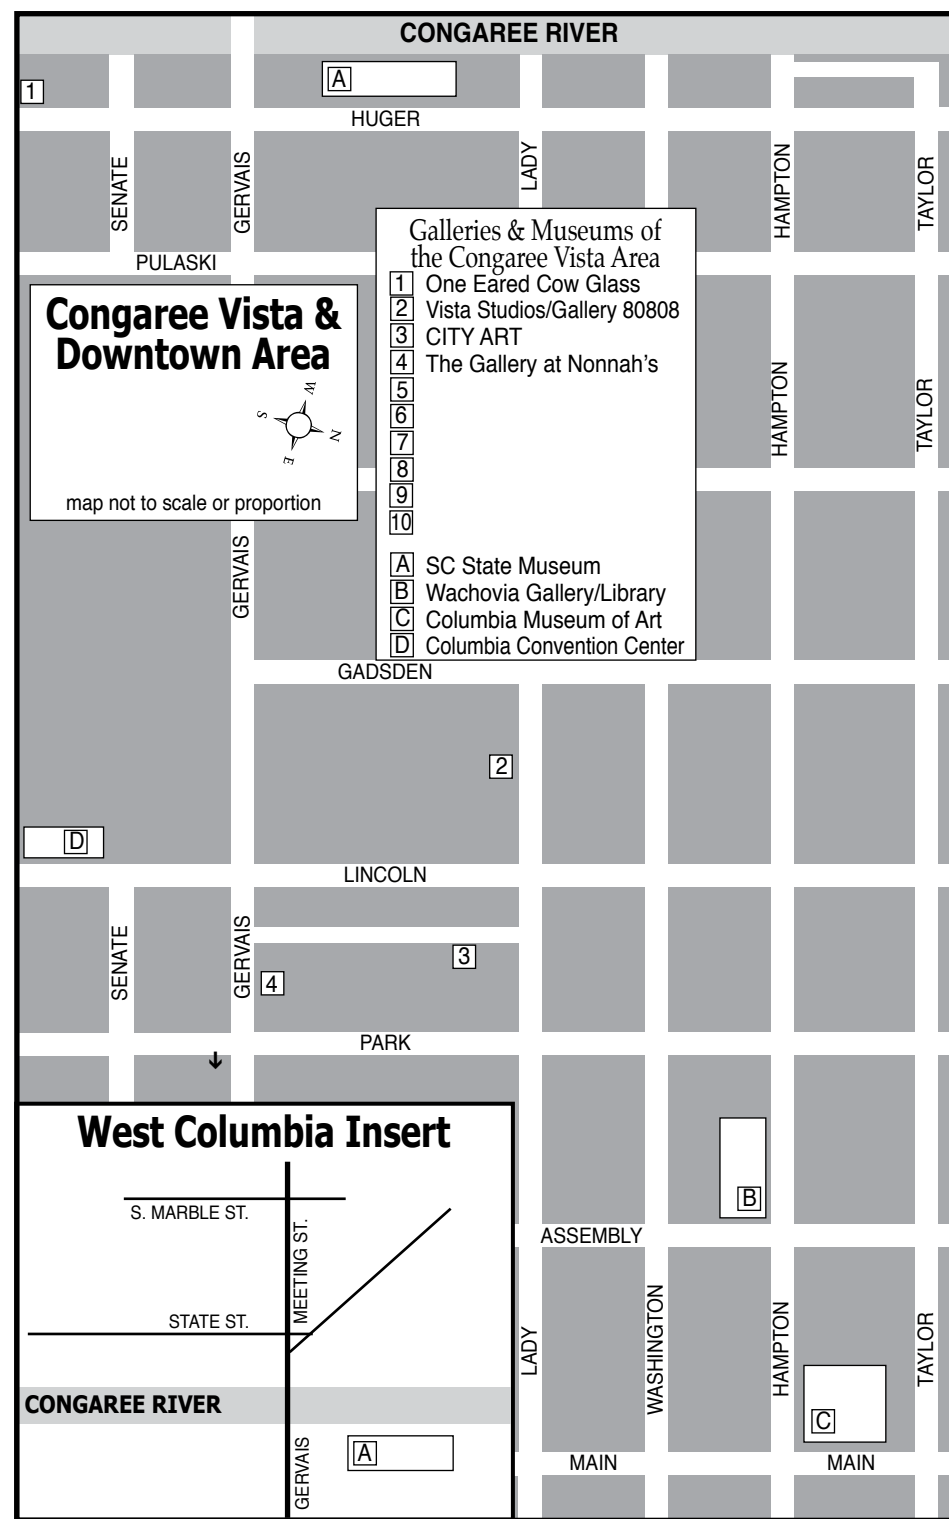 CONGAREE RIVER
1
A
HUGER
SENATE
GERVAIS
LADY
HAMPTON
TAYLOR
PULASKI
Galleries & Museums of
the Congaree Vista Area
1 One Eared Cow Glass
2 Vista Studios/Gallery 80808
3 CITY ART
4 The Gallery at Nonnah's
5
6
7
8
9
10
A SC State Museum
B Wachovia Gallery/Library
C Columbia Museum of Art
D Columbia Convention Center
Congaree Vista &
Downtown Area
W
S
N
E
map not to scale or proportion
HAMPTON
TAYLOR
GERVAIS
GADSDEN
2
D
LINCOLN
SENATE
GERVAIS
3
4
PARK
West Columbia Insert
S. MARBLE ST.
MEETING ST.
STATE ST.
CONGAREE RIVER
GERVAIS
A
B
ASSEMBLY
LADY
WASHINGTON
HAMPTON
TAYLOR
C
MAIN
MAIN